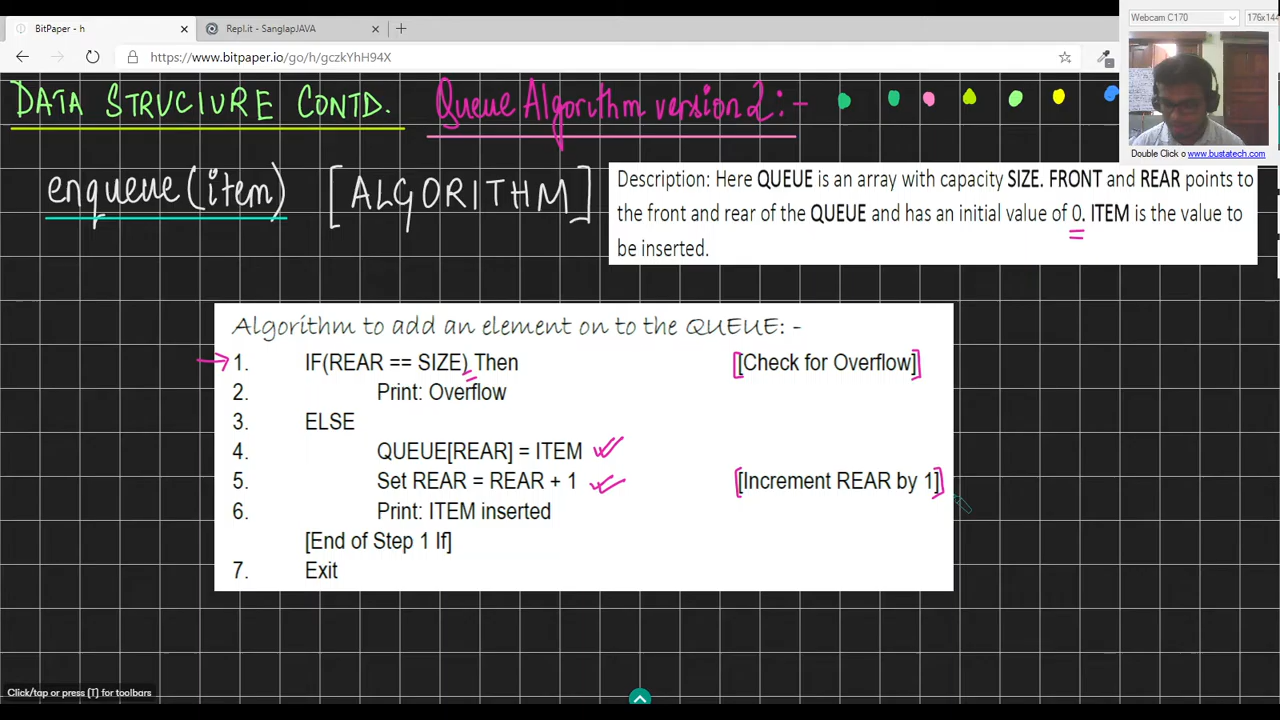 BitPaper - h
Repl.it - SanglapJAVA
https://www.bitpaper.io/go/h/gczkYhH94X
Webcam C170
176x144
DATA STRUCIURE CONTD. Queue Algorithm version 2:-
Double Click o www.bustatech.com
enqueue(item) [ALGORITHM]
Description: Here QUEUE is an array with capacity SIZE. FRONT and REAR points to
the front and rear of the QUEUE and has an initial value of 0. ITEM is the value to
be inserted.
Algorithm to add an element on to the QUEUE: -
1. IF(REAR == SIZE) Then [Check for Overflow]
2. Print: Overflow
3. ELSE
4. QUEUE[REAR] = ITEM
5. Set REAR = REAR + 1 [Increment REAR by 1]
6. Print: ITEM inserted
[End of Step 1 If]
7. Exit
Click/tap or press [T] for toolbars